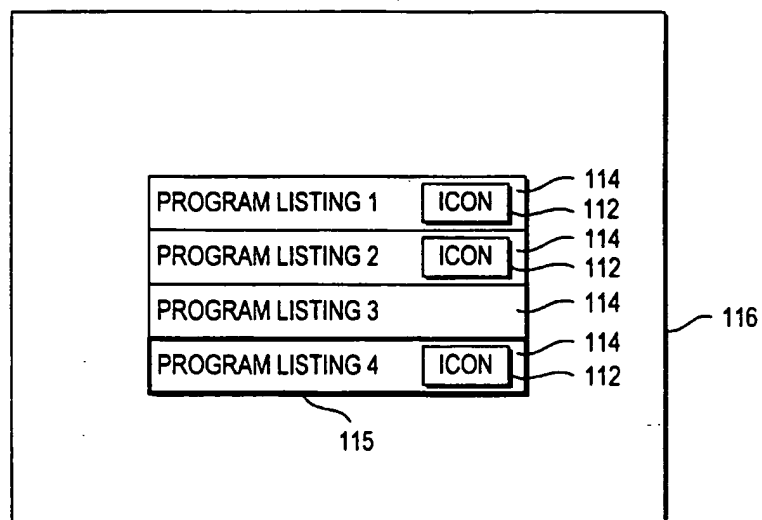 PROGRAM LISTING 1 ICON 114
112
PROGRAM LISTING 2 ICON 114
112
PROGRAM LISTING 3 114
116
PROGRAM LISTING 4 ICON 114
112
115